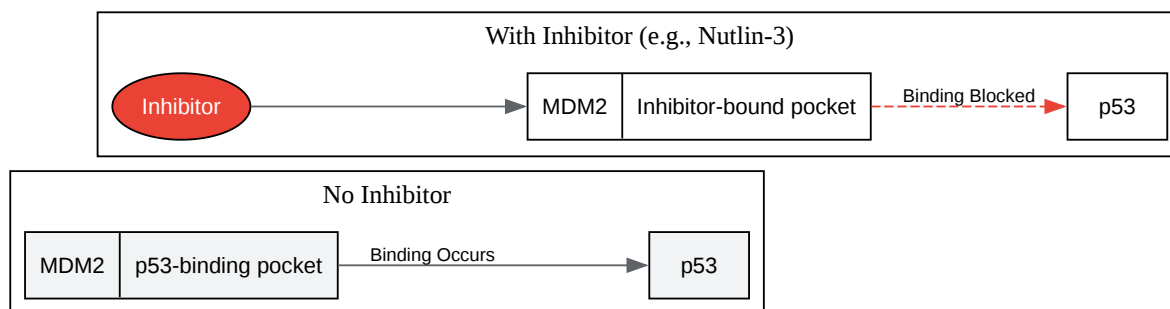 With Inhibitor (e.g., Nutlin-3)
Inhibitor
MDM2
Inhibitor-bound pocket
Binding Blocked
p53
No Inhibitor
MDM2
p53-binding pocket
Binding Occurs
p53